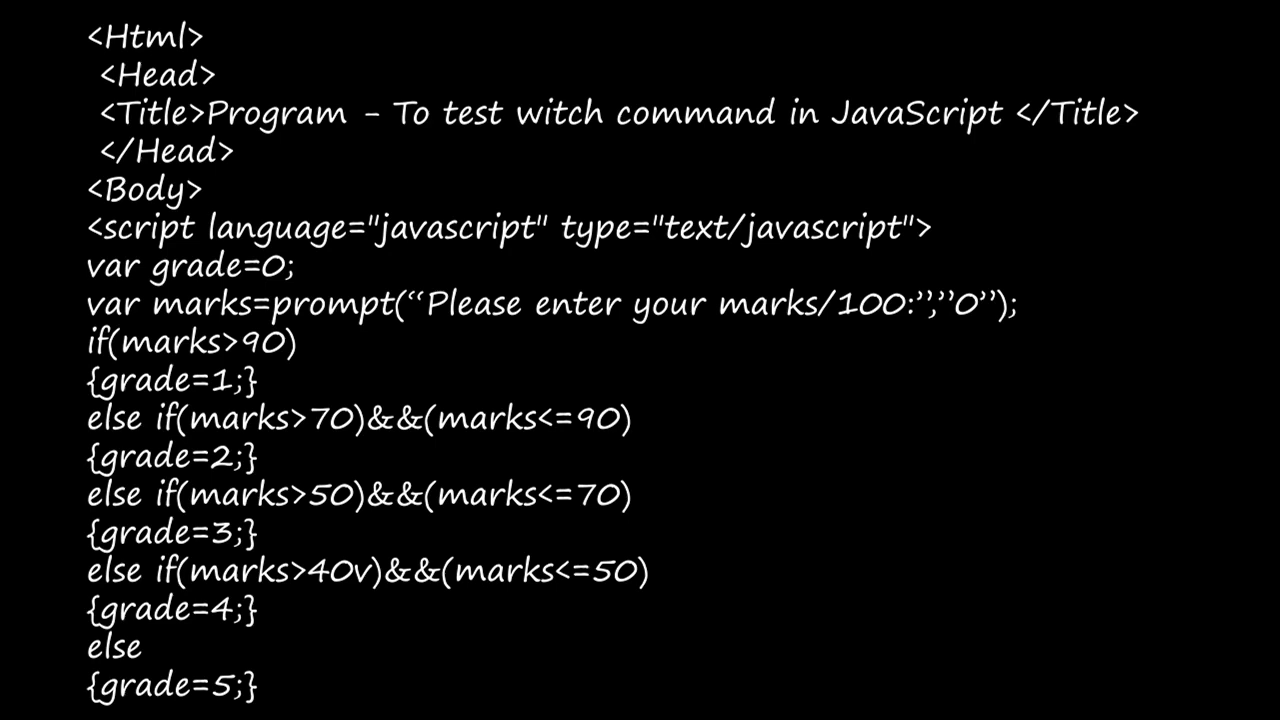 <Html>
<Head>
<Title>Program - To test witch command in JavaScript </Title>
</Head>
<Body>
<script language="javascript" type="text/javascript">
var grade=0;
var marks=prompt(“Please enter your marks/100:”,”0”);
if(marks>90)
{grade=1;}
else if(marks>70)&&(marks<=90)
{grade=2;}
else if(marks>50)&&(marks<=70)
{grade=3;}
else if(marks>40v)&&(marks<=50)
{grade=4;}
else
{grade=5;}